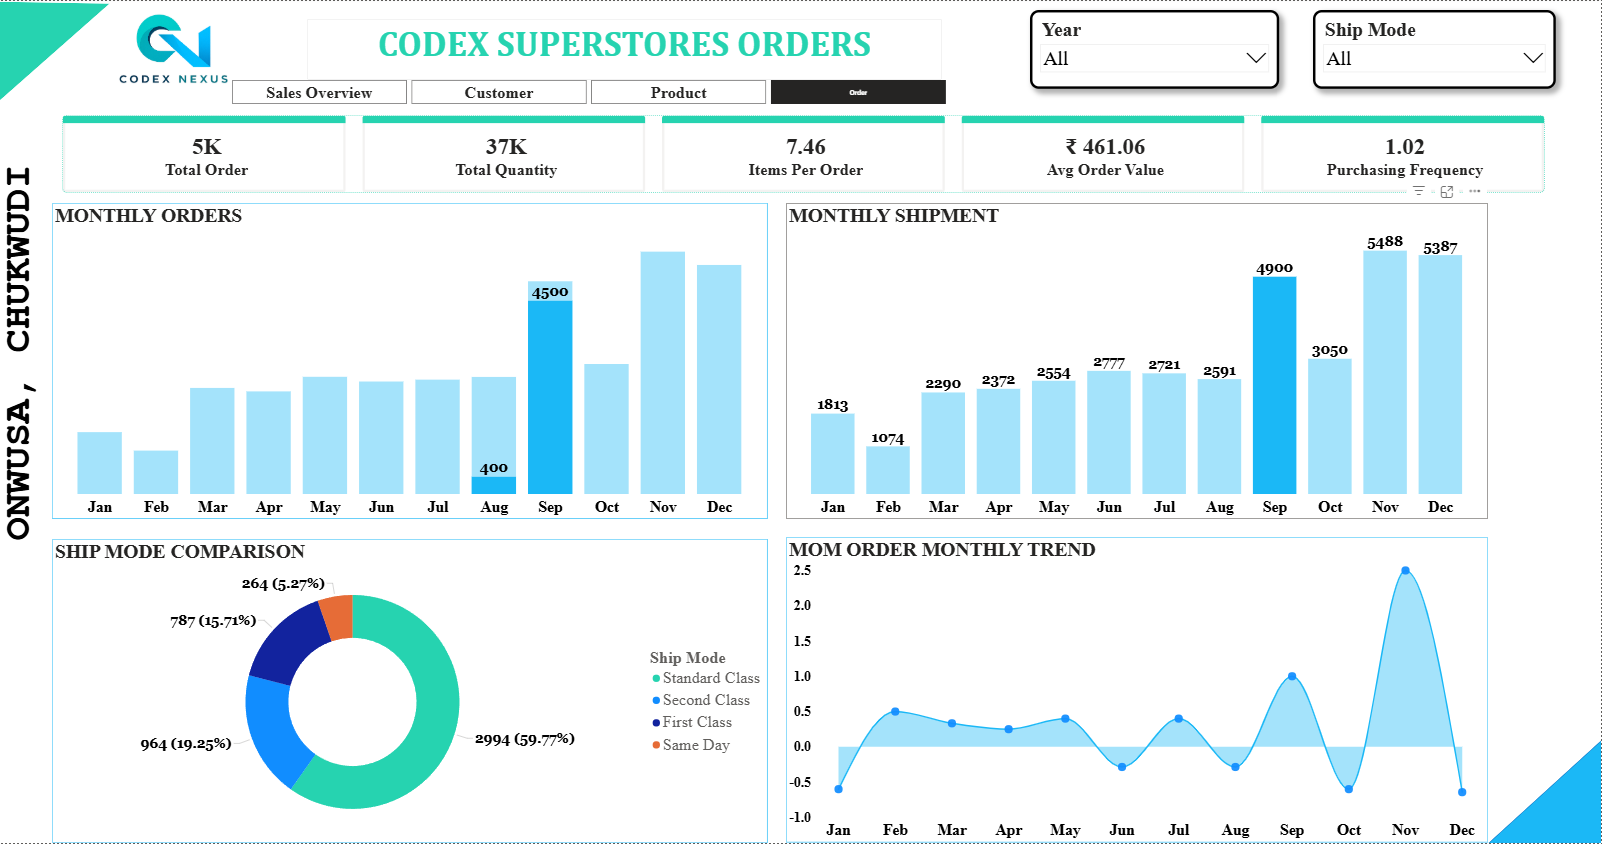 CODEX NEXUS
CODEX SUPERSTORES ORDERS
Year
All
Ship Mode
All
Sales Overview
Customer
Product
Order
5K
Total Order
37K
Total Quantity
7.46
Items Per Order
₹ 461.06
Avg Order Value
1.02
Purchasing Frequency
ONWUSA, CHUKWUDI
MONTHLY ORDERS
4500
400
Jan Feb Mar Apr May Jun Jul Aug Sep Oct Nov Dec
MONTHLY SHIPMENT
1813 1074 2290 2372 2554 2777 2721 2591 4900 3050 5488 5387
Jan Feb Mar Apr May Jun Jul Aug Sep Oct Nov Dec
SHIP MODE COMPARISON
264 (5.27%)
787 (15.71%)
964 (19.25%)
2994 (59.77%)
Ship Mode
Standard Class
Second Class
First Class
Same Day
MOM ORDER MONTHLY TREND
2.5
2.0
1.5
1.0
0.5
0.0
-0.5
-1.0
Jan Feb Mar Apr May Jun Jul Aug Sep Oct Nov Dec